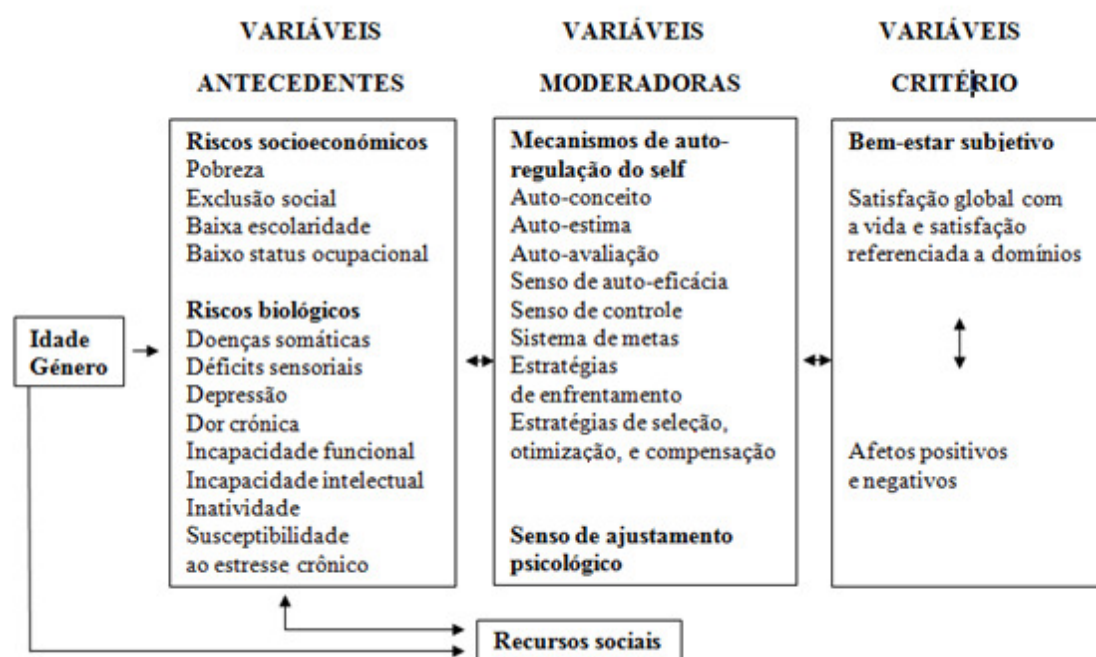 VARIÁVEIS
ANTECEDENTES
VARIÁVEIS
MODERADORAS
VARIÁVEIS
CRITÉRIO
Idade
Género
Riscos socioeconómicos
Pobreza
Exclusão social
Baixa escolaridade
Baixo status ocupacional
Riscos biológicos
Doenças somáticas
Déficits sensoriais
Depressão
Dor crónica
Incapacidade funcional
Incapacidade intelectual
Inatividade
Susceptibilidade
ao estresse crônico
Mecanismos de auto-
regulação do self
Auto-conceito
Auto-estima
Auto-avaliação
Senso de auto-eficácia
Senso de controle
Sistema de metas
Estratégias
de enfrentamento
Estratégias de seleção,
otimização, e compensação
Senso de ajustamento
psicológico
Bem-estar subjetivo
Satisfação global com
a vida e satisfação
referenciada a domínios
Afetos positivos
e negativos
Recursos sociais